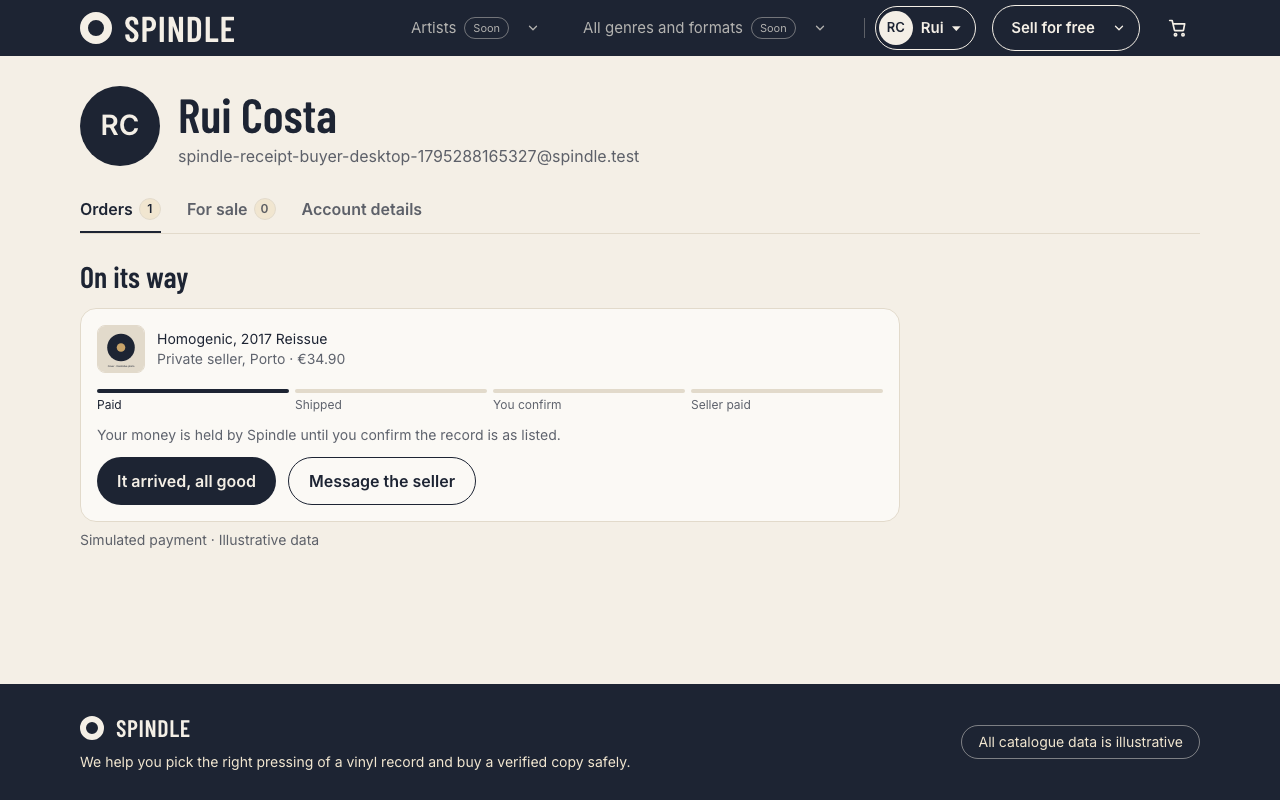 SPINDLE
Artists Soon
All genres and formats Soon
RC Rui
Sell for free
RC
Rui Costa
spindle-receipt-buyer-desktop-1795288165327@spindle.test
Orders 1
For sale 0
Account details
On its way
Homogenic, 2017 Reissue
Private seller, Porto · €34.90
Paid
Shipped
You confirm
Seller paid
Your money is held by Spindle until you confirm the record is as listed.
It arrived, all good
Message the seller
Simulated payment · Illustrative data
SPINDLE
We help you pick the right pressing of a vinyl record and buy a verified copy safely.
All catalogue data is illustrative